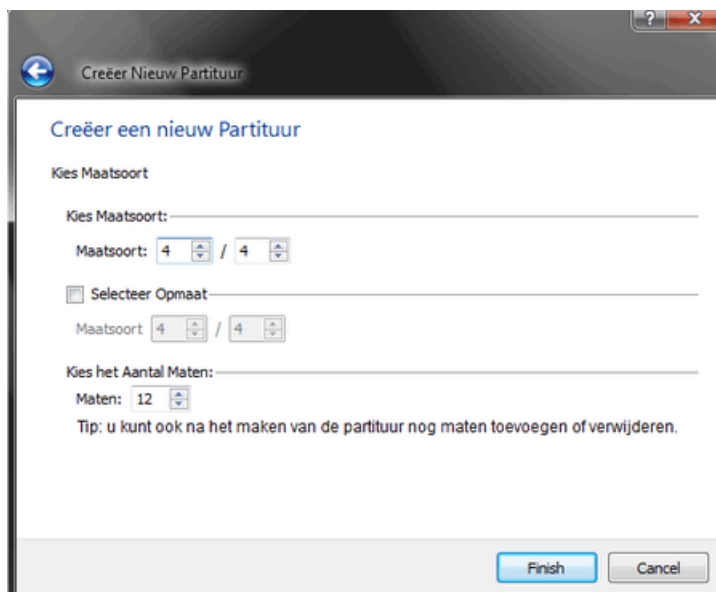 ?
X
Creëer Nieuw Partituur
Creëer een nieuw Partituur
Kies Maatsoort
Kies Maatsoort:
Maatsoort: 4 / 4
Selecteer Opmaat
Maatsoort 4 / 4
Kies het Aantal Maten:
Maten: 12
Tip: u kunt ook na het maken van de partituur nog maten toevoegen of verwijderen.
Finish Cancel